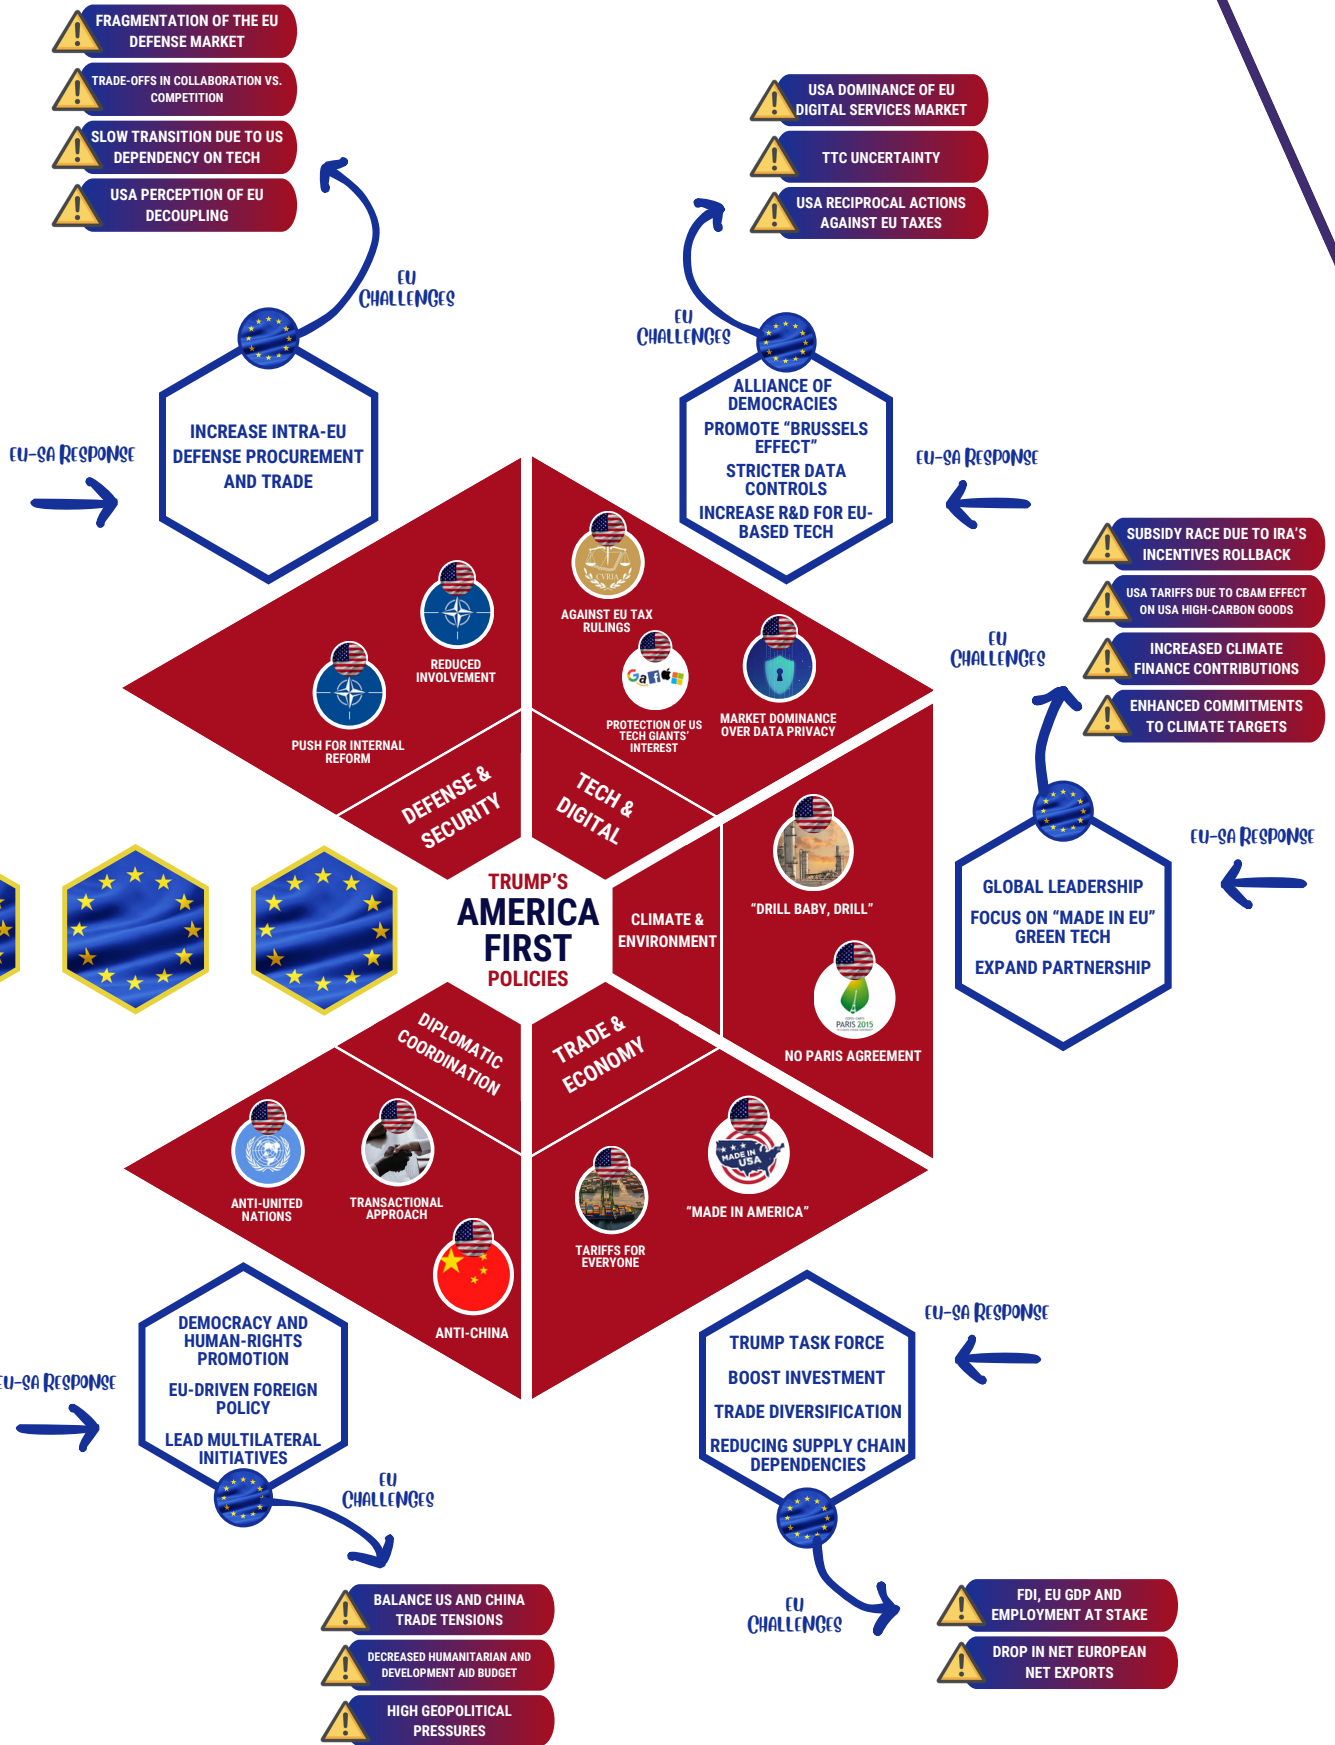 FRAGMENTATION OF THE EU
DEFENSE MARKET
TRADE-OFFS IN COLLABORATION VS.
COMPETITION
SLOW TRANSITION DUE TO US
DEPENDENCY ON TECH
USA PERCEPTION OF EU
DECOUPLING
EU
CHALLENGES
INCREASE INTRA-EU
DEFENSE PROCUREMENT
AND TRADE
EU-SA RESPONSE
USA DOMINANCE OF EU
DIGITAL SERVICES MARKET
TTC UNCERTAINTY
USA RECIPROCAL ACTIONS
AGAINST EU TAXES
EU
CHALLENGES
ALLIANCE OF
DEMOCRACIES
PROMOTE “BRUSSELS
EFFECT”
STRICTER DATA
CONTROLS
INCREASE R&D FOR EU-
BASED TECH
EU-SA RESPONSE
SUBSIDY RACE DUE TO IRA'S
INCENTIVES ROLLBACK
USA TARIFFS DUE TO CBAM EFFECT
ON USA HIGH-CARBON GOODS
INCREASED CLIMATE
FINANCE CONTRIBUTIONS
ENHANCED COMMITMENTS
TO CLIMATE TARGETS
EU
CHALLENGES
EU-SA RESPONSE
GLOBAL LEADERSHIP
FOCUS ON “MADE IN EU”
GREEN TECH
EXPAND PARTNERSHIP
REDUCED
INVOLVEMENT
PUSH FOR INTERNAL
REFORM
DEFENSE &
SECURITY
CVRIA
AGAINST EU TAX
RULINGS
Ga
PROTECTION OF US
TECH GIANTS'
INTEREST
MARKET DOMINANCE
OVER DATA PRIVACY
TECH &
DIGITAL
TRUMP'S
AMERICA
FIRST
POLICIES
CLIMATE &
ENVIRONMENT
“DRILL BABY, DRILL”
PARIS 2015
NO PARIS AGREEMENT
DIPLOMATIC
COORDINATION
ANTI-UNITED
NATIONS
TRANSACTIONAL
APPROACH
ANTI-CHINA
TRADE &
ECONOMY
MADE IN
USA
“MADE IN AMERICA”
TARIFFS FOR
EVERYONE
DEMOCRACY AND
HUMAN-RIGHTS
PROMOTION
EU-DRIVEN FOREIGN
POLICY
LEAD MULTILATERAL
INITIATIVES
EU-SA RESPONSE
EU
CHALLENGES
BALANCE US AND CHINA
TRADE TENSIONS
DECREASED HUMANITARIAN AND
DEVELOPMENT AID BUDGET
HIGH GEOPOLITICAL
PRESSURES
TRUMP TASK FORCE
BOOST INVESTMENT
TRADE DIVERSIFICATION
REDUCING SUPPLY CHAIN
DEPENDENCIES
EU-SA RESPONSE
EU
CHALLENGES
FDI, EU GDP AND
EMPLOYMENT AT STAKE
DROP IN NET EUROPEAN
NET EXPORTS